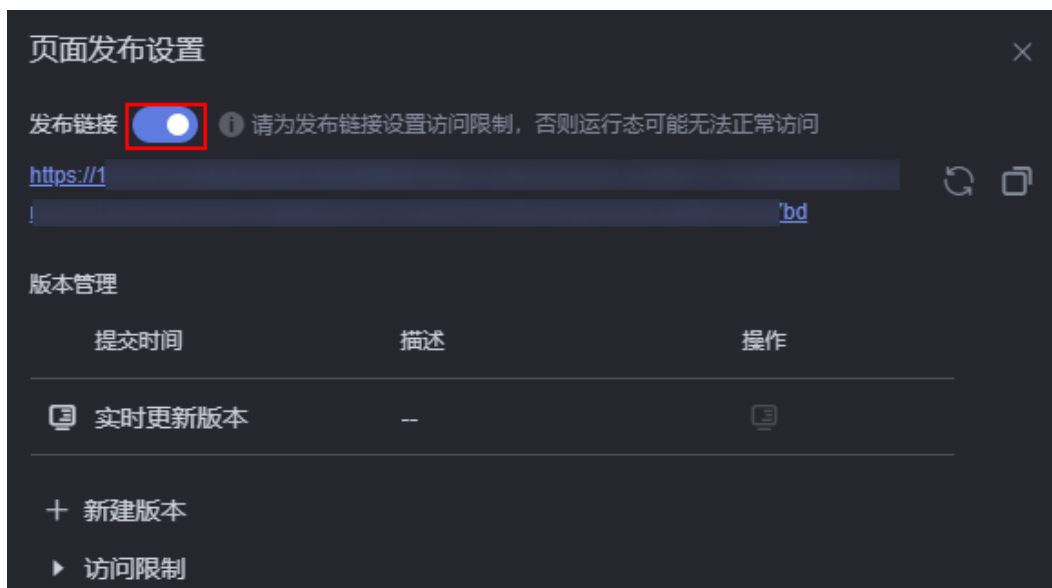 页面发布设置
发布链接 请为发布链接设置访问限制，否则运行态可能无法正常访问
https://1
bd
版本管理
提交时间 描述 操作
实时更新版本 --
新建版本
访问限制